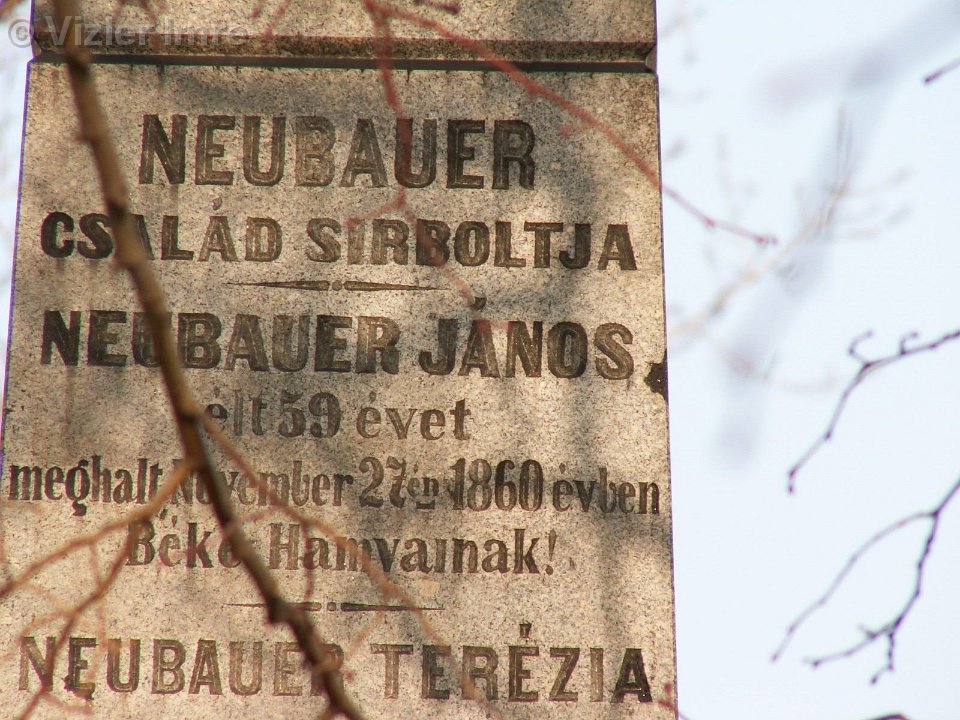 © Vizler Imre
NEUBAUER
CSALÁD SIRBOLTJA
NEUBAUER JÁNOS
élt 59 évet
meghalt November 27én 1860 évben
Béke Hamvainak!
NEUBAUER TERÉZIA